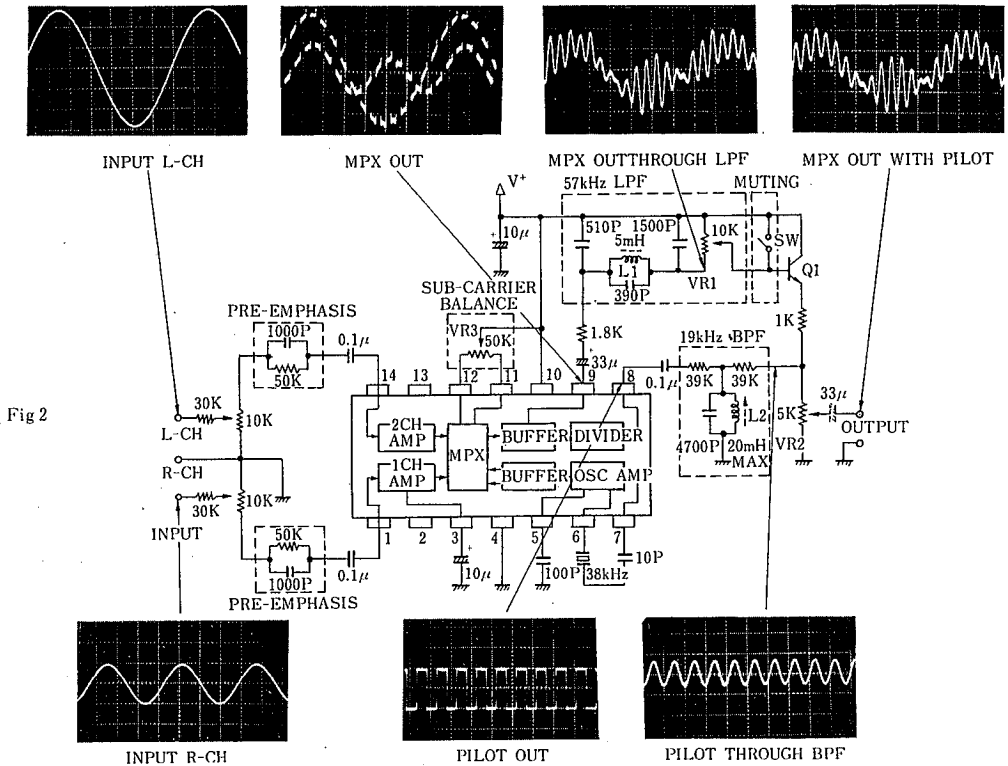 INPUT L-CH
MPX OUT
MPX OUTTHROUGH LPF
MPX OUT WITH PILOT
57kHz LPF
MUTING
V+
+
10μ
510P
1500P
5mH
L1
390P
10K
VR1
SW
Q1
SUB-CARRIER
BALANCE
VR3
50K
1.8K
+
33μ
1K
19kHz BPF
0.1μ
39K
39K
L2
4700P
20mH
MAX
5K
VR2
33μ
OUTPUT
PRE-EMPHASIS
1000P
50K
0.1μ
Fig 2
30K
L-CH
10K
R-CH
10K
INPUT
30K
14
13
12
11
10
9
8
2CH
AMP
MPX
BUFFER
DIVIDER
1CH
AMP
BUFFER
OSC AMP
1
2
3
4
5
6
7
50K
1000P
0.1μ
PRE-EMPHASIS
+
10μ
100P
38kHz
10P
INPUT R-CH
PILOT OUT
PILOT THROUGH BPF